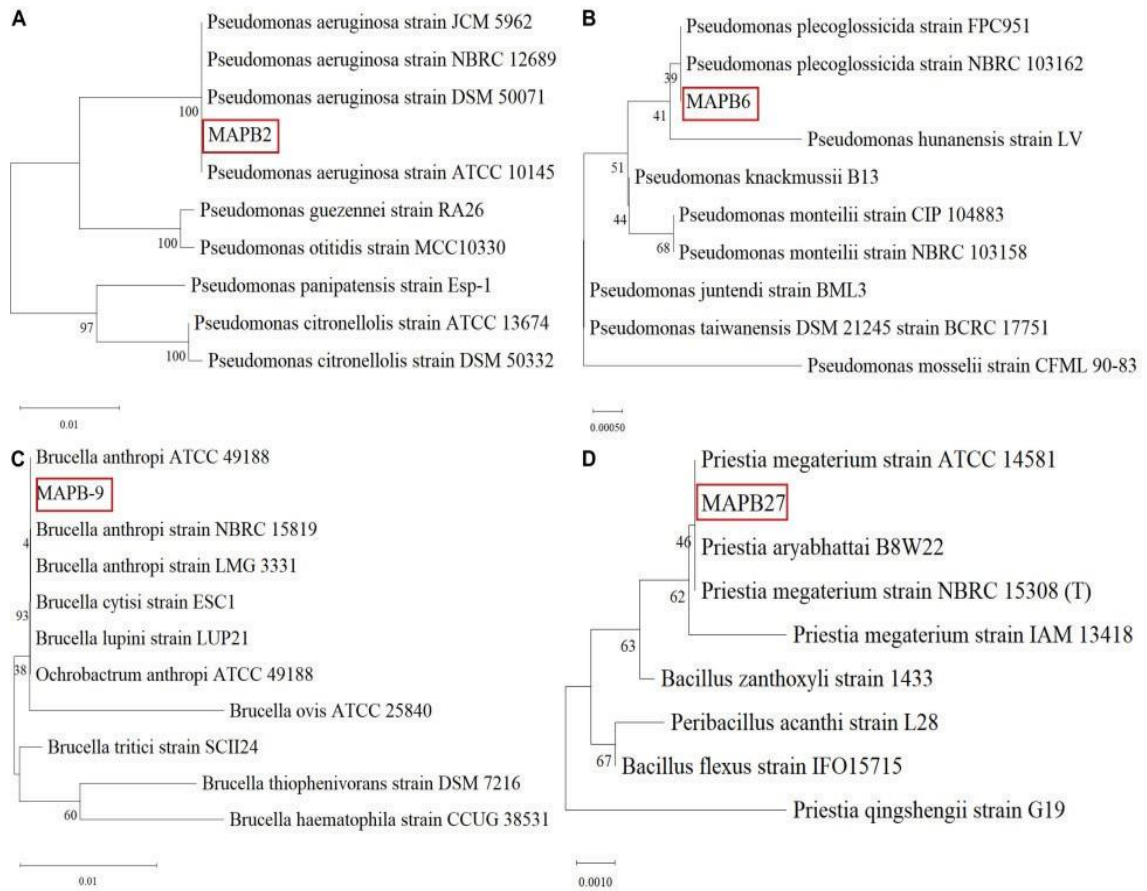 A
Pseudomonas aeruginosa strain JCM 5962
Pseudomonas aeruginosa strain NBRC 12689
Pseudomonas aeruginosa strain DSM 50071
100
MAPB2
Pseudomonas aeruginosa strain ATCC 10145
Pseudomonas guezennei strain RA26
100
Pseudomonas otitidis strain MCC10330
Pseudomonas panipatensis strain Esp-1
97
Pseudomonas citronellolis strain ATCC 13674
100
Pseudomonas citronellolis strain DSM 50332
0.01
B
Pseudomonas plecoglossicida strain FPC951
Pseudomonas plecoglossicida strain NBRC 103162
39
MAPB6
41
Pseudomonas hunanensis strain LV
51
Pseudomonas knackmussii B13
44
Pseudomonas monteilii strain CIP 104883
68
Pseudomonas monteilii strain NBRC 103158
Pseudomonas juntendi strain BML3
Pseudomonas taiwanensis DSM 21245 strain BCRC 17751
Pseudomonas mosselii strain CFML 90-83
0.00050
C
Brucella anthropi ATCC 49188
MAPB-9
Brucella anthropi strain NBRC 15819
4
Brucella anthropi strain LMG 3331
Brucella cytisi strain ESC1
93
Brucella lupini strain LUP21
38
Ochrobactrum anthropi ATCC 49188
Brucella ovis ATCC 25840
Brucella tritici strain SCII24
Brucella thiophenivorans strain DSM 7216
60
Brucella haematophila strain CCUG 38531
0.01
D
Priestia megaterium strain ATCC 14581
MAPB27
46
Priestia aryabhattai B8W22
62
Priestia megaterium strain NBRC 15308 (T)
Priestia megaterium strain IAM 13418
63
Bacillus zanthoxyli strain 1433
Peribacillus acanthi strain L28
67
Bacillus flexus strain IFO15715
Priestia qingshengii strain G19
0.0010